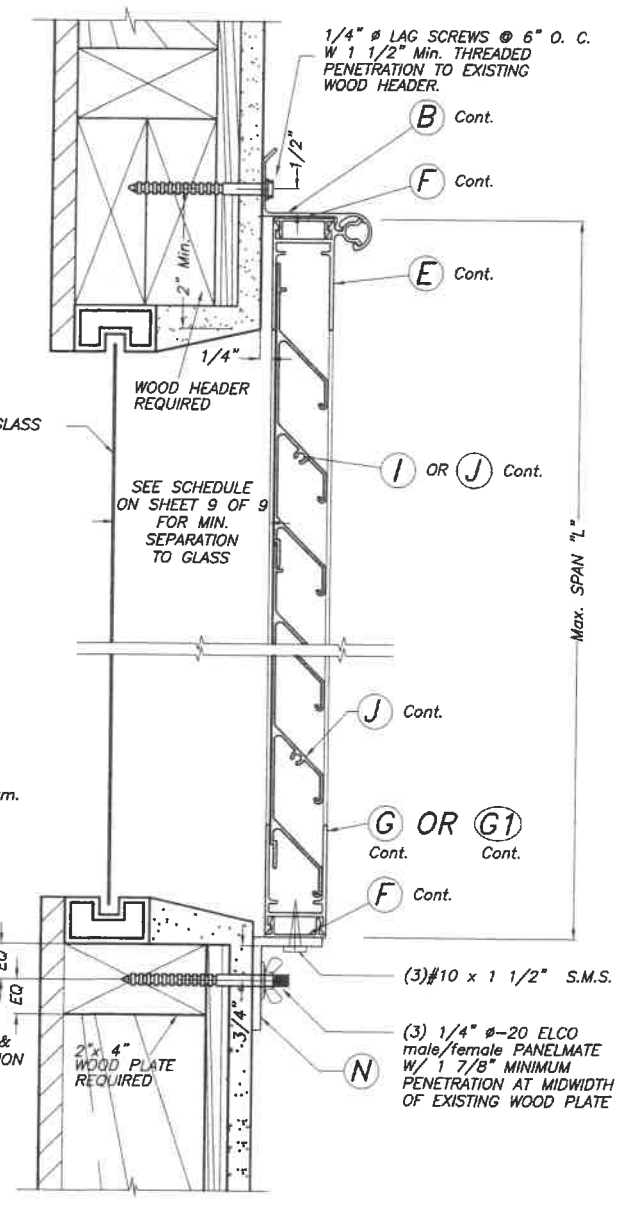 1/4" ø LAG SCREWS @ 6" O. C.
W 1 1/2" Min. THREADED
PENETRATION TO EXISTING
WOOD HEADER.
B Cont.
1/2"
F Cont.
E Cont.
2" Min.
1/4"
WOOD HEADER
REQUIRED
GLASS
I OR J Cont.
SEE SCHEDULE
ON SHEET 9 OF 9
FOR MIN.
SEPARATION
TO GLASS
Max. SPAN "L"
J Cont.
m.
G OR G1
Cont. Cont.
F Cont.
EQ
EQ
(3)#10 x 1 1/2" S.M.S.
3/4"
&
ION
2"x 4"
WOOD PLATE
REQUIRED
N
(3) 1/4" ø-20 ELCO
male/female PANELMATE
W/ 1 7/8" MINIMUM
PENETRATION AT MIDWIDTH
OF EXISTING WOOD PLATE